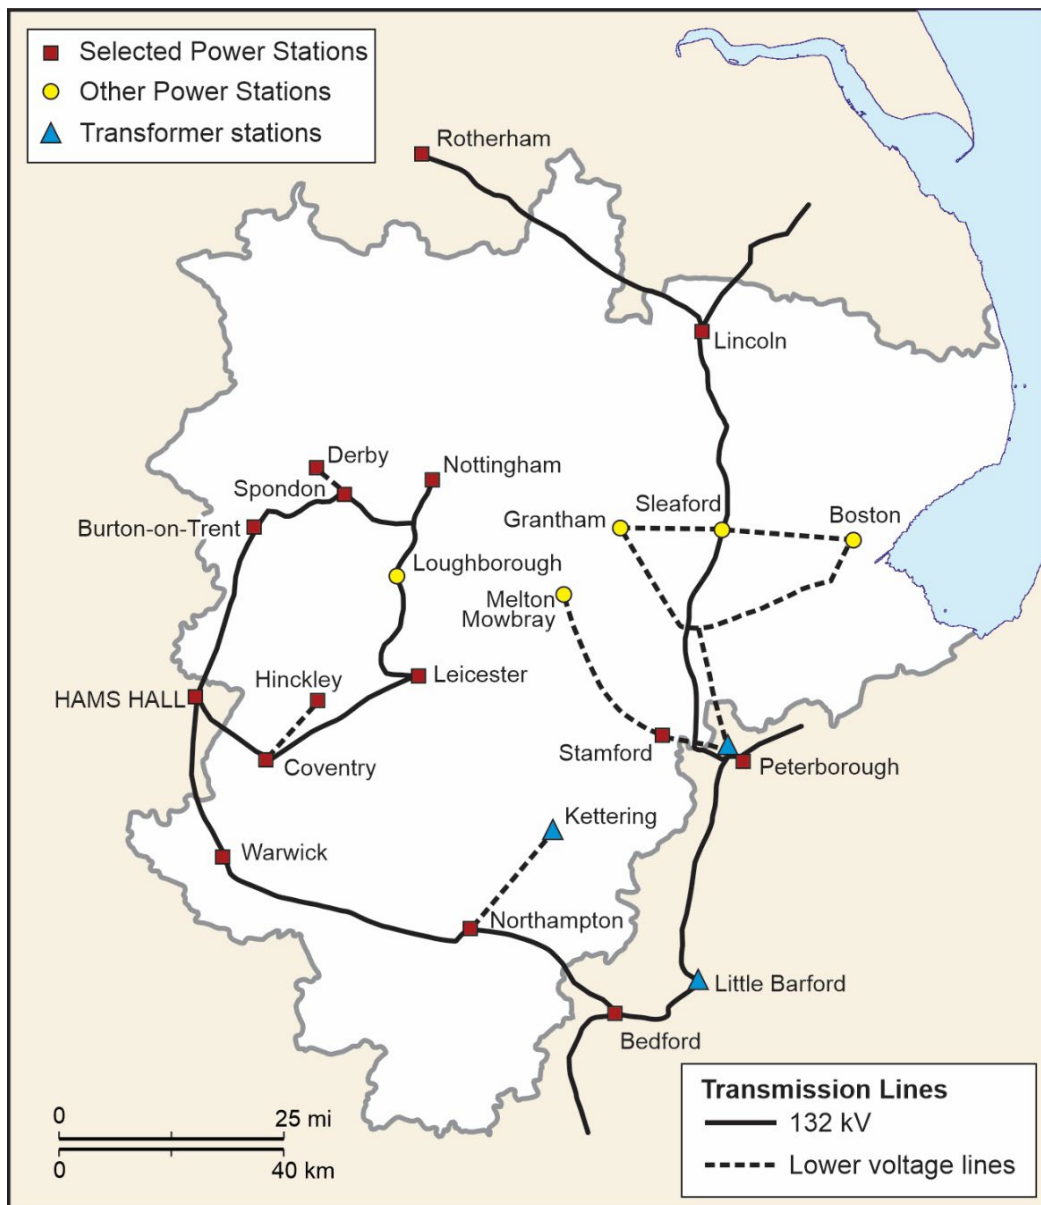 Selected Power Stations
Other Power Stations
Transformer stations
Rotherham
Lincoln
Derby
Nottingham
Spondon
Burton-on-Trent
Grantham
Sleaford
Boston
Loughborough
Melton
Mowbray
Hinckley
Leicester
HAMS HALL
Coventry
Stamford
Peterborough
Kettering
Warwick
Northampton
Little Barford
Bedford
0
25 mi
0
40 km
Transmission Lines
132 kV
Lower voltage lines